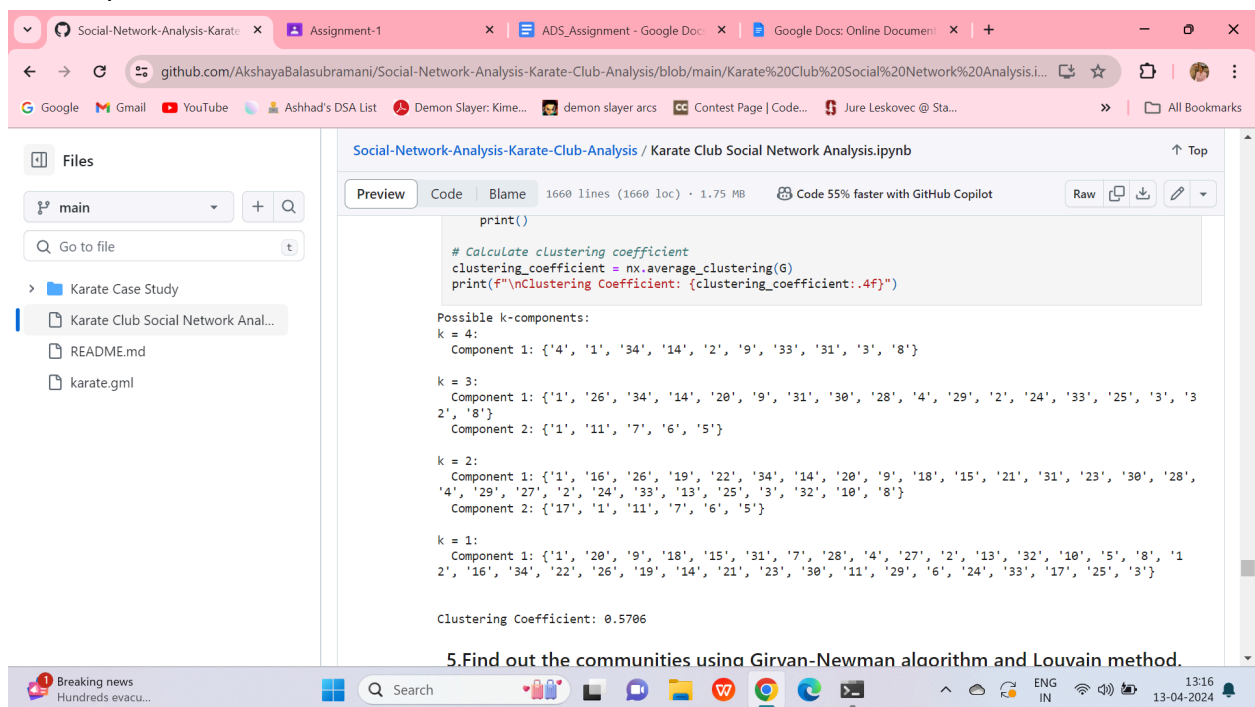 Social-Network-Analysis-Karate
Assignment-1
ADS_Assignment - Google Doc
Google Docs: Online Document
github.com/AkshayaBalasubramani/Social-Network-Analysis-Karate-Club-Analysis/blob/main/Karate%20Club%20Social%20Network%20Analysis.i...
Google
Gmail
YouTube
Ashhad's DSA List
Demon Slayer: Kime...
demon slayer arcs
CC Contest Page | Code...
Jure Leskovec @ Sta...
»
All Bookmarks
Files
main
Go to file
t
Karate Case Study
Karate Club Social Network Anal...
README.md
karate.gml
Social-Network-Analysis-Karate-Club-Analysis / Karate Club Social Network Analysis.ipynb
Top
Preview Code Blame 1660 lines (1660 loc) · 1.75 MB Code 55% faster with GitHub Copilot Raw
print()
# Calculate clustering coefficient
clustering_coefficient = nx.average_clustering(G)
print(f"\nClustering Coefficient: {clustering_coefficient:.4f}")
Possible k-components:
k = 4:
Component 1: {'4', '1', '34', '14', '2', '9', '33', '31', '3', '8'}
k = 3:
Component 1: {'1', '26', '34', '14', '20', '9', '31', '30', '28', '4', '29', '2', '24', '33', '25', '3', '3
2', '8'}
Component 2: {'1', '11', '7', '6', '5'}
k = 2:
Component 1: {'1', '16', '26', '19', '22', '34', '14', '20', '9', '18', '15', '21', '31', '23', '30', '28',
'4', '29', '27', '2', '24', '33', '13', '25', '3', '32', '10', '8'}
Component 2: {'17', '1', '11', '7', '6', '5'}
k = 1:
Component 1: {'1', '20', '9', '18', '15', '31', '7', '28', '4', '27', '2', '13', '32', '10', '5', '8', '1
2', '16', '34', '22', '26', '19', '14', '21', '23', '30', '11', '29', '6', '24', '33', '17', '25', '3'}
Clustering Coefficient: 0.5706
5.Find out the communities using Girvan-Newman algorithm and Louvain method.
1
Breaking news
Hundreds evacu...
Search
ENG
IN
13:16
13-04-2024